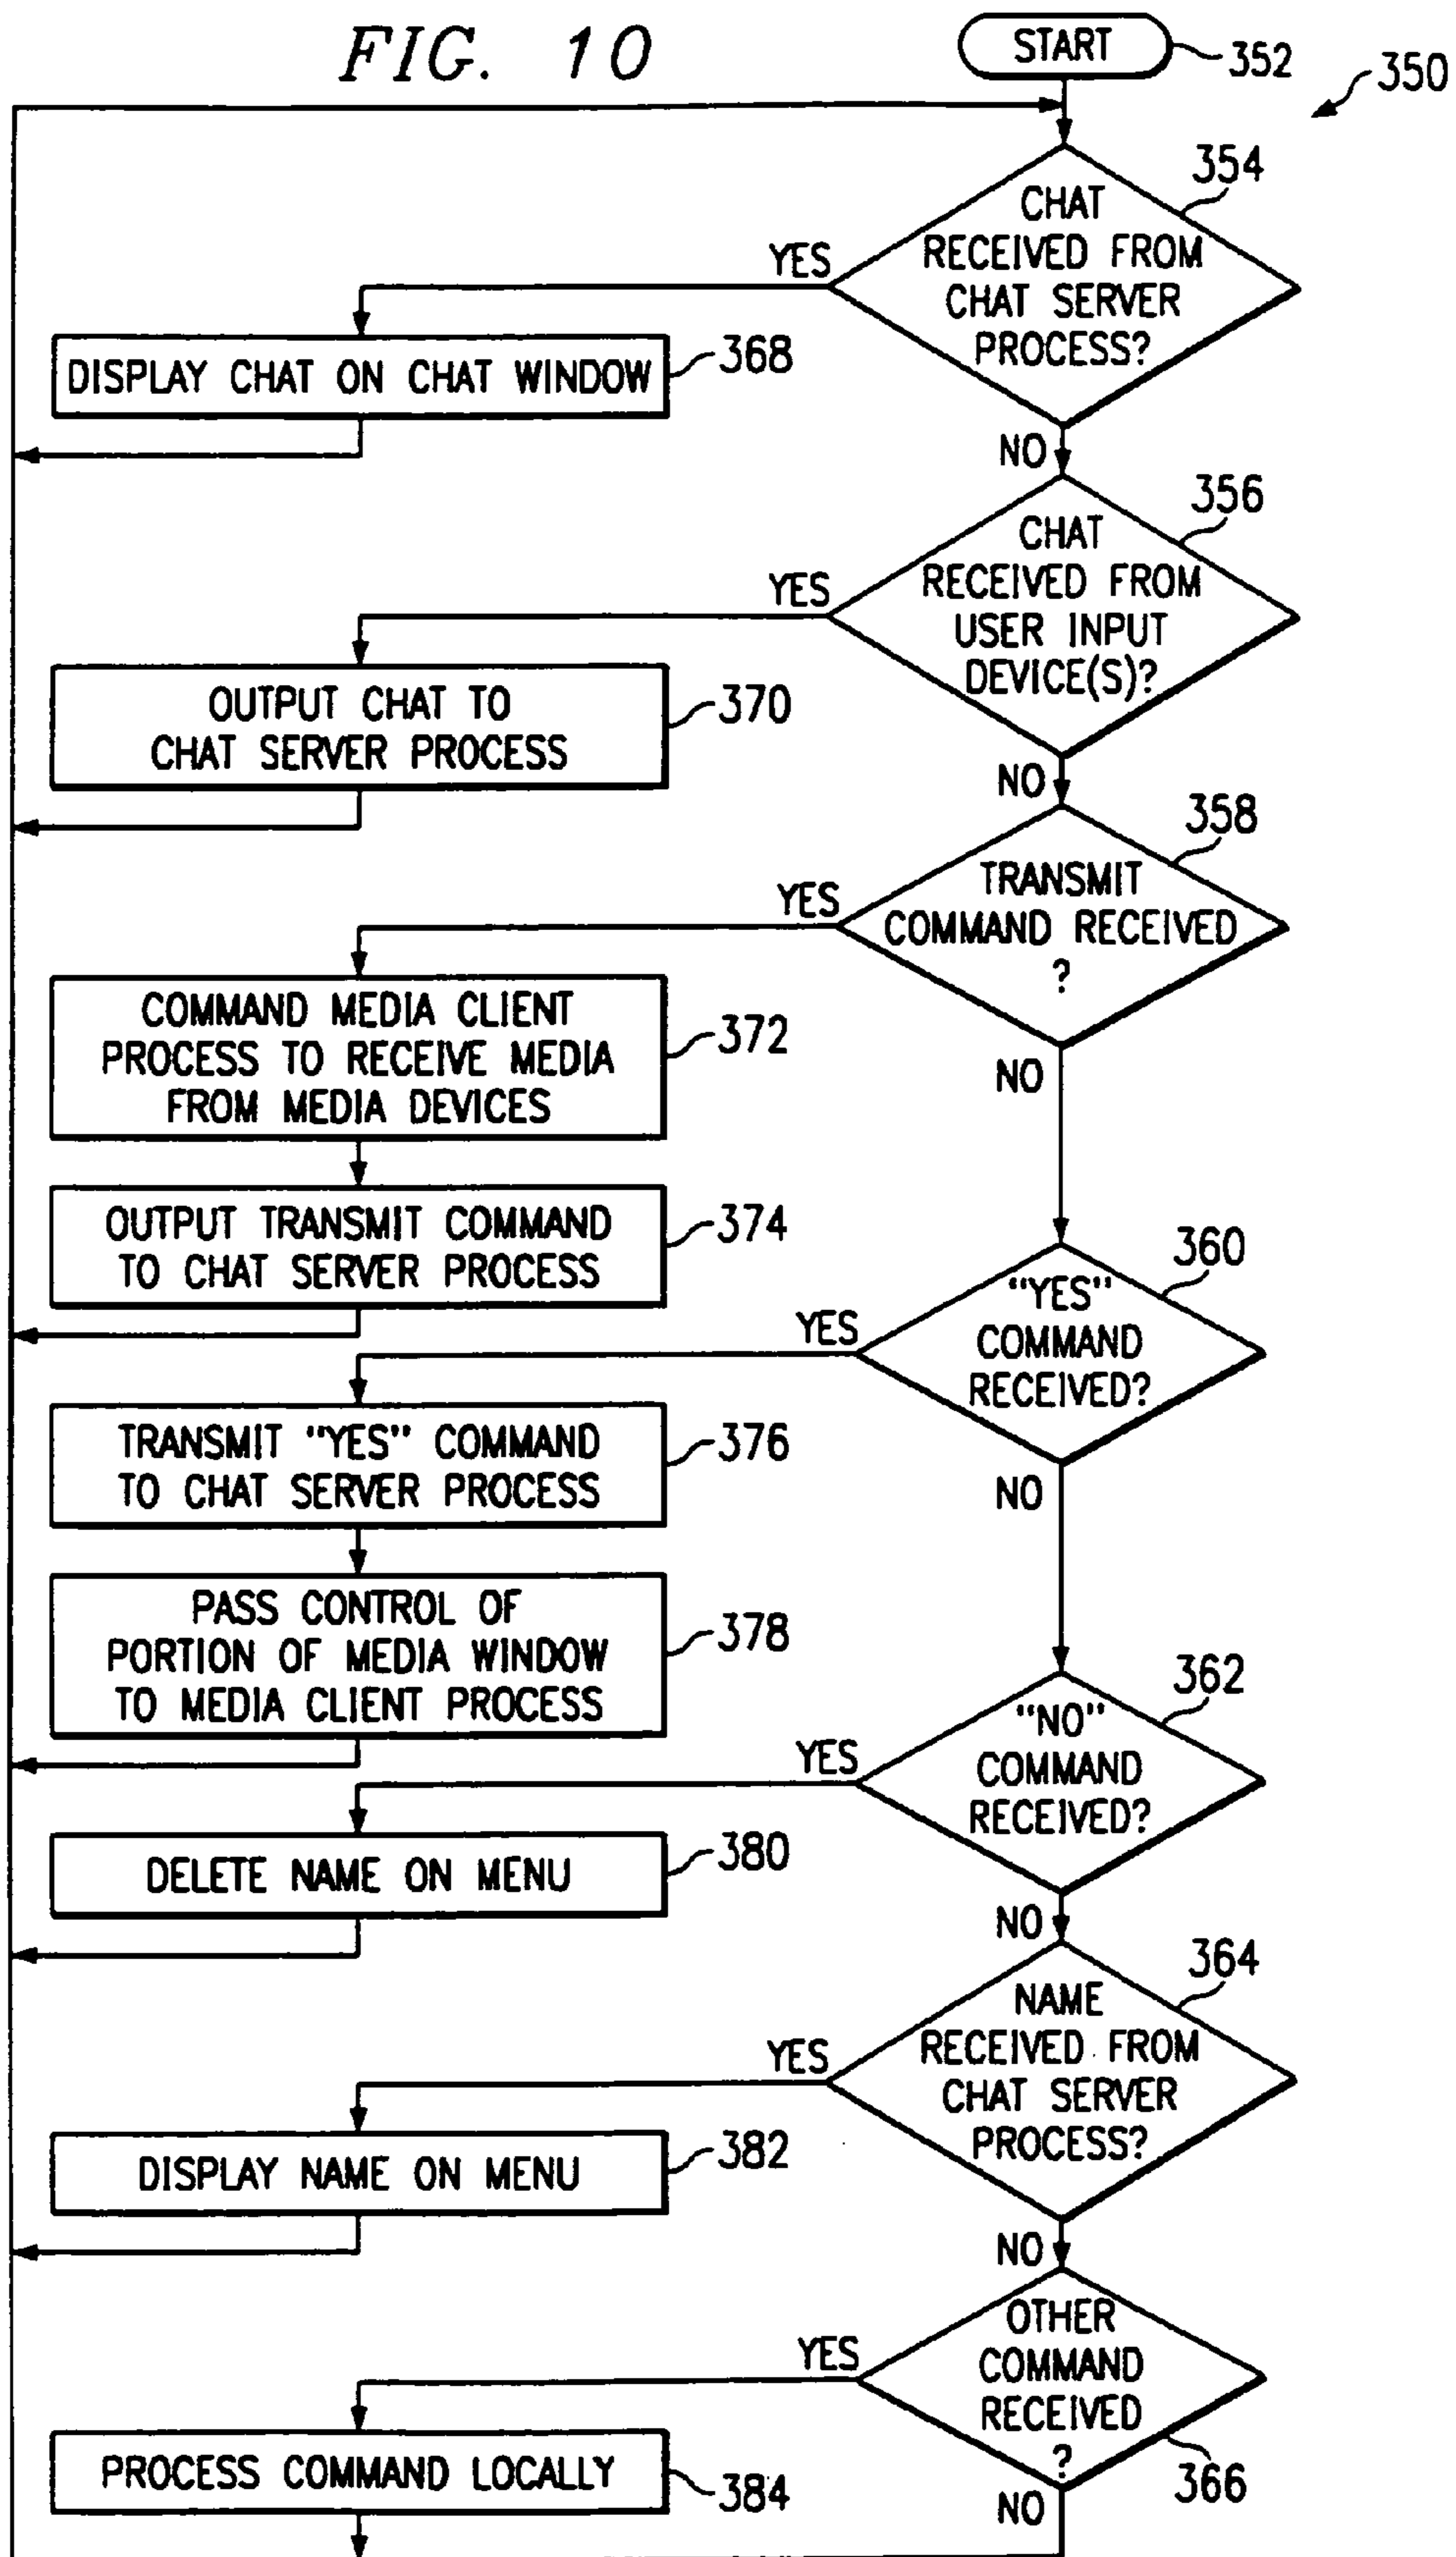 FIG. 10
START
352
350
354
CHAT
RECEIVED FROM
CHAT SERVER
PROCESS?
YES
DISPLAY CHAT ON CHAT WINDOW
368
NO
356
CHAT
RECEIVED FROM
USER INPUT
DEVICE(S)?
YES
OUTPUT CHAT TO
CHAT SERVER PROCESS
370
NO
358
TRANSMIT
COMMAND RECEIVED
?
YES
COMMAND MEDIA CLIENT
PROCESS TO RECEIVE MEDIA
FROM MEDIA DEVICES
372
NO
OUTPUT TRANSMIT COMMAND
TO CHAT SERVER PROCESS
374
360
"YES"
COMMAND
RECEIVED?
YES
TRANSMIT "YES" COMMAND
TO CHAT SERVER PROCESS
376
NO
PASS CONTROL OF
PORTION OF MEDIA WINDOW
TO MEDIA CLIENT PROCESS
378
362
"NO"
COMMAND
RECEIVED?
YES
DELETE NAME ON MENU
380
NO
364
NAME
RECEIVED FROM
CHAT SERVER
PROCESS?
YES
DISPLAY NAME ON MENU
382
NO
OTHER
COMMAND
RECEIVED
?
366
YES
PROCESS COMMAND LOCALLY
384
NO